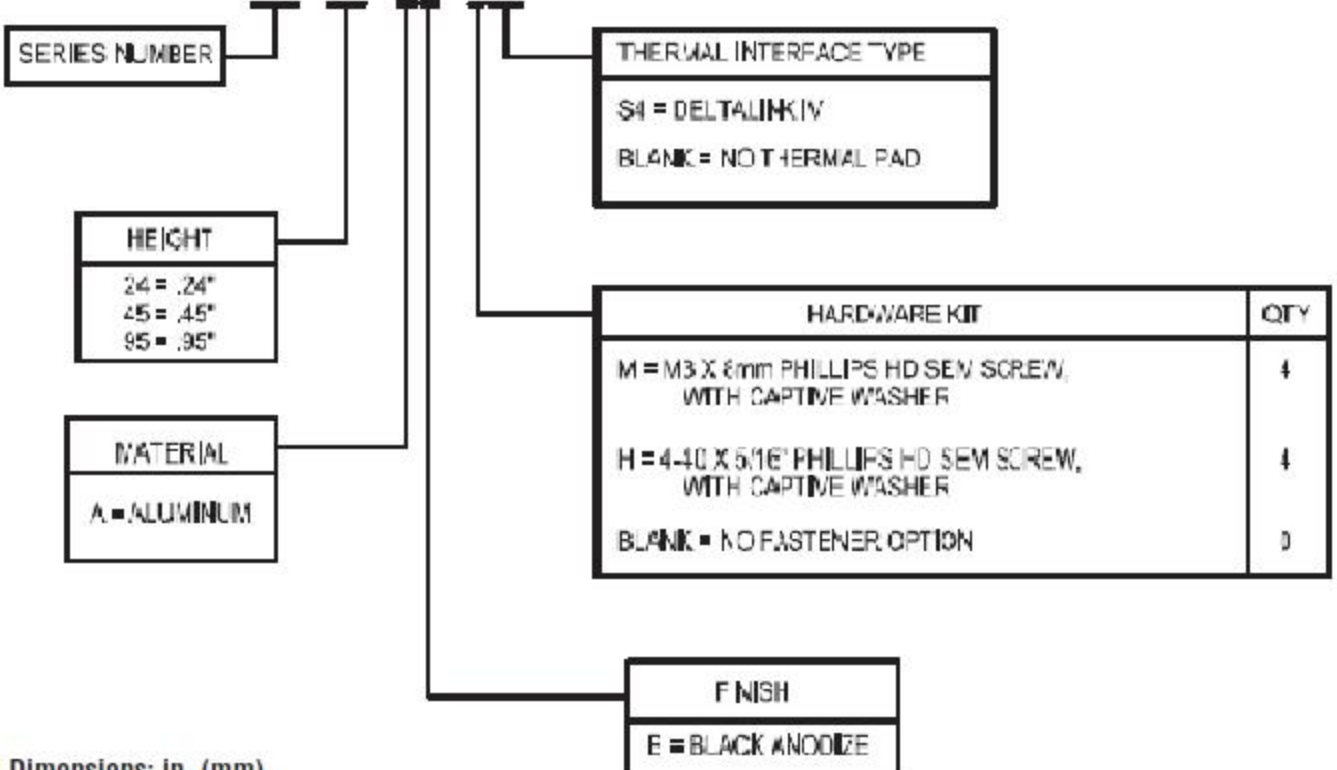 SERIES NUMBER
THERMAL INTERFACE TYPE
S4 = DELTALINK IV
BLANK = NO THERMAL PAD
HEIGHT
24 = .24"
45 = .45"
95 = .95"
HARDWARE KIT QTY
M = M3 X 8mm PHILLIPS HD SEM SCREW, 4
WITH CAPTIVE WASHER
H = 4-40 X 5/16" PHILLIPS HD SEM SCREW, 4
WITH CAPTIVE WASHER
BLANK = NO FASTENER OPTION 0
MATERIAL
A = ALUMINUM
FINISH
B = BLACK ANODIZE
Dimensions: in. (mm)